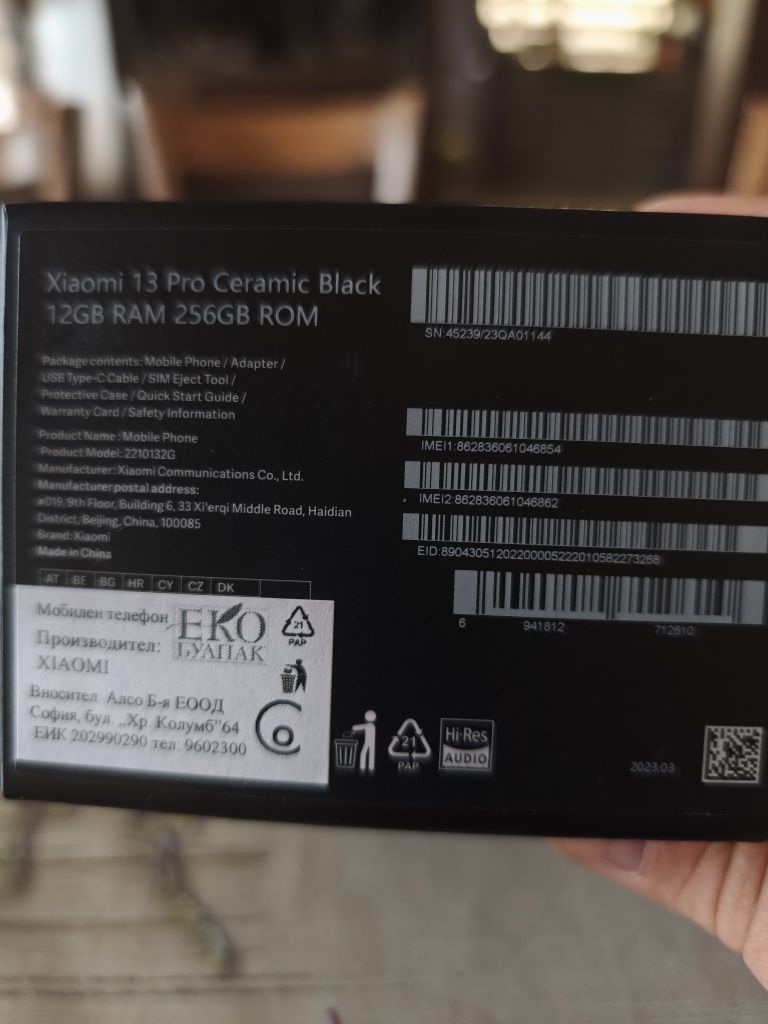 Xiaomi 13 Pro Ceramic Black
12GB RAM 256GB ROM
Package contents: Mobile Phone / Adapter /
USB Type-C Cable / SIM Eject Tool /
Protective Case / Quick Start Guide /
Warranty Card / Safety Information
Product Name : Mobile Phone
Product Model: 2210132G
Manufacturer: Xiaomi Communications Co., Ltd.
Manufacturer postal address:
#019, 9th Floor, Building 6, 33 Xi'erqi Middle Road, Haidian
District, Beijing, China, 100085
Brand: Xiaomi
Made in China
AT BE BG HR CY CZ DK
SN:45239/23QA01144
IMEI1:862836061046854
IMEI2:862836061046862
EID:89043051202200005222010582273268
6 941812 712610
Мобилен телефон
Производител:
XIAOMI
Вносител: Алсо Б-я ЕООД
София, бул. „Хр. Колумб”64
ЕИК 202990290 тел: 9602300
ЕКО
БУЛПАК
21
PAP
21
PAP
Hi-Res
AUDIO
2023.03